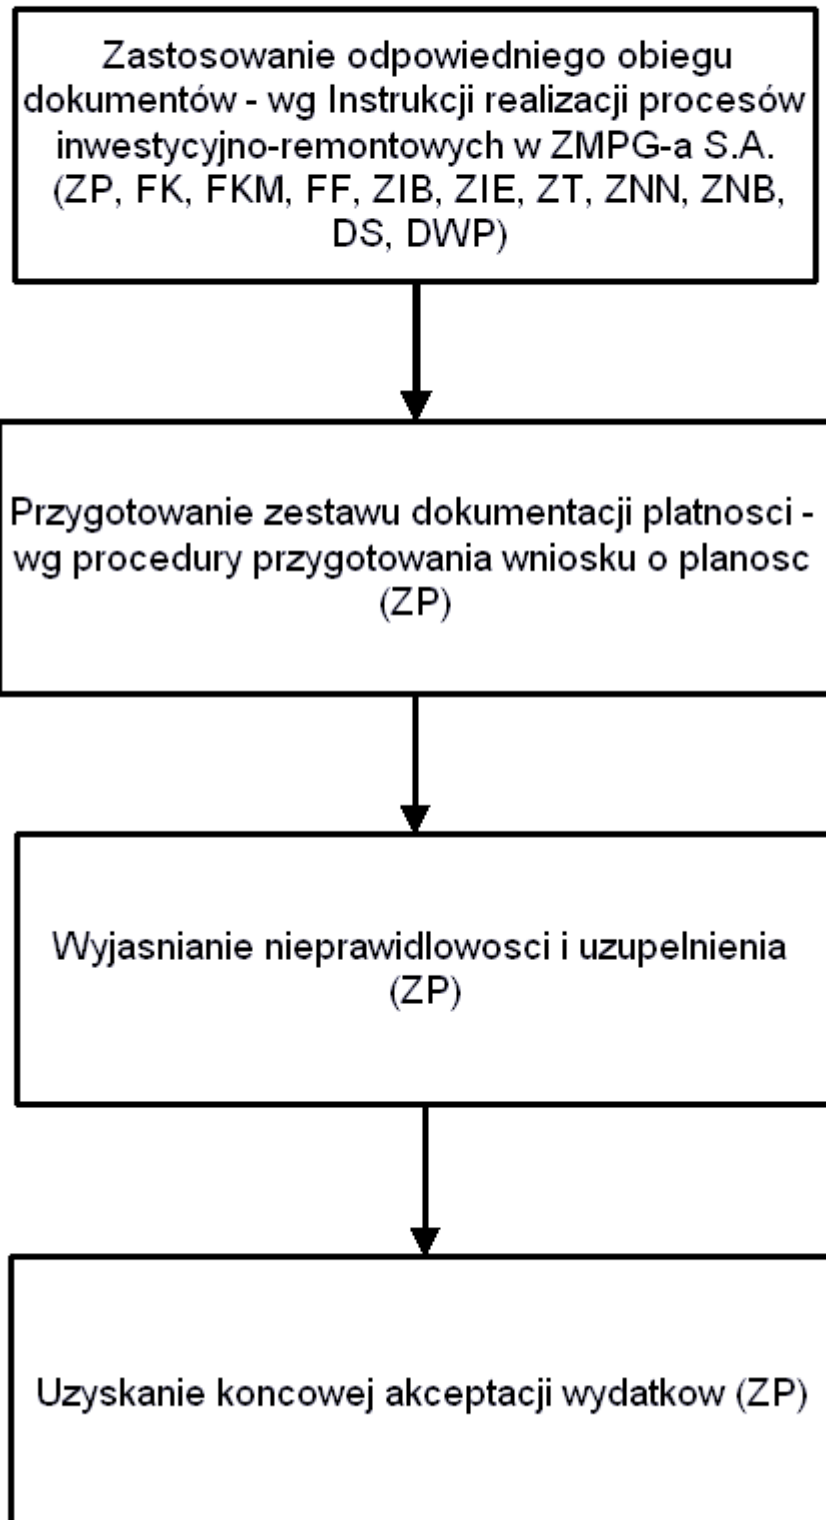 Zastosowanie odpowiedniego obiegu
dokumentów - wg Instrukcji realizacji procesów
inwestycyjno-remontowych w ZMPG-a S.A.
(ZP, FK, FKM, FF, ZIB, ZIE, ZT, ZNN, ZNB,
DS, DWP)
Przygotowanie zestawu dokumentacji platnosci -
wg procedury przygotowania wniosku o planosc
(ZP)
Wyjasnianie nieprawidlowosci i uzupelnienia
(ZP)
Uzyskanie koncowej akceptacji wydatkow (ZP)